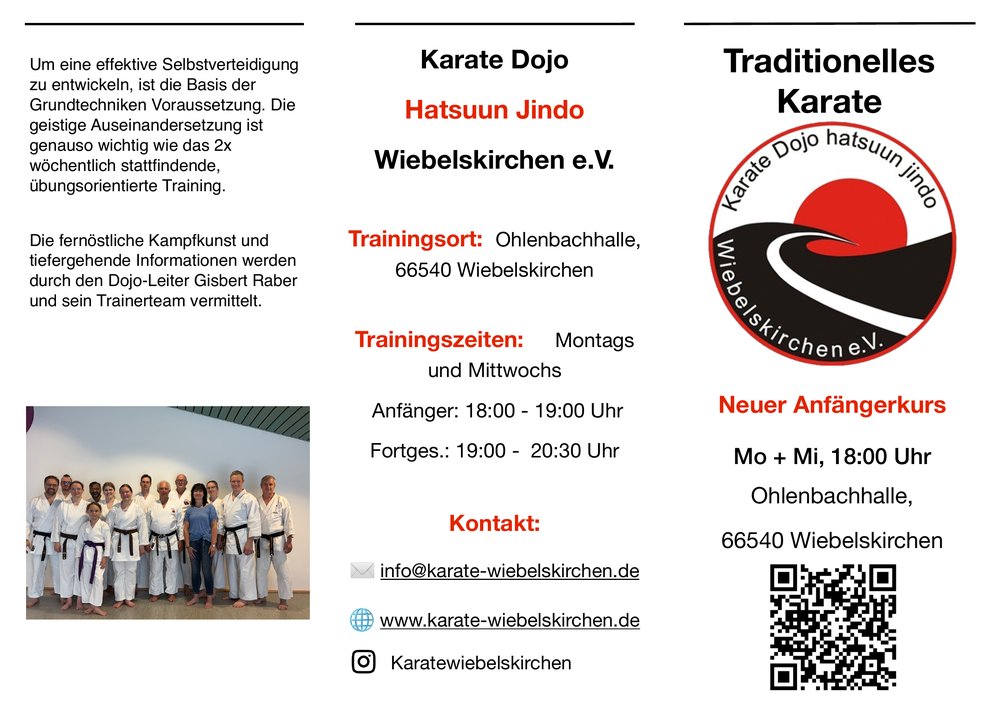 Um eine effektive Selbstverteidigung
zu entwickeln, ist die Basis der
Grundtechniken Voraussetzung. Die
geistige Auseinandersetzung ist
genauso wichtig wie das 2x
wöchentlich stattfindende,
übungsorientierte Training.
Die fernöstliche Kampfkunst und
tiefergehende Informationen werden
durch den Dojo-Leiter Gisbert Raber
und sein Trainerteam vermittelt.
Karate Dojo
Hatsuun Jindo
Wiebelskirchen e.V.
Trainingsort: Ohlenbachhalle,
66540 Wiebelskirchen
Trainingszeiten: Montags
und Mittwochs
Anfänger: 18:00 - 19:00 Uhr
Fortges.: 19:00 - 20:30 Uhr
Kontakt:
info@karate-wiebelskirchen.de
www.karate-wiebelskirchen.de
Karatewiebelskirchen
Traditionelles
Karate
Karate Dojo hatsuun jindo
Wiebelskirchen e.V.
Neuer Anfängerkurs
Mo + Mi, 18:00 Uhr
Ohlenbachhalle,
66540 Wiebelskirchen